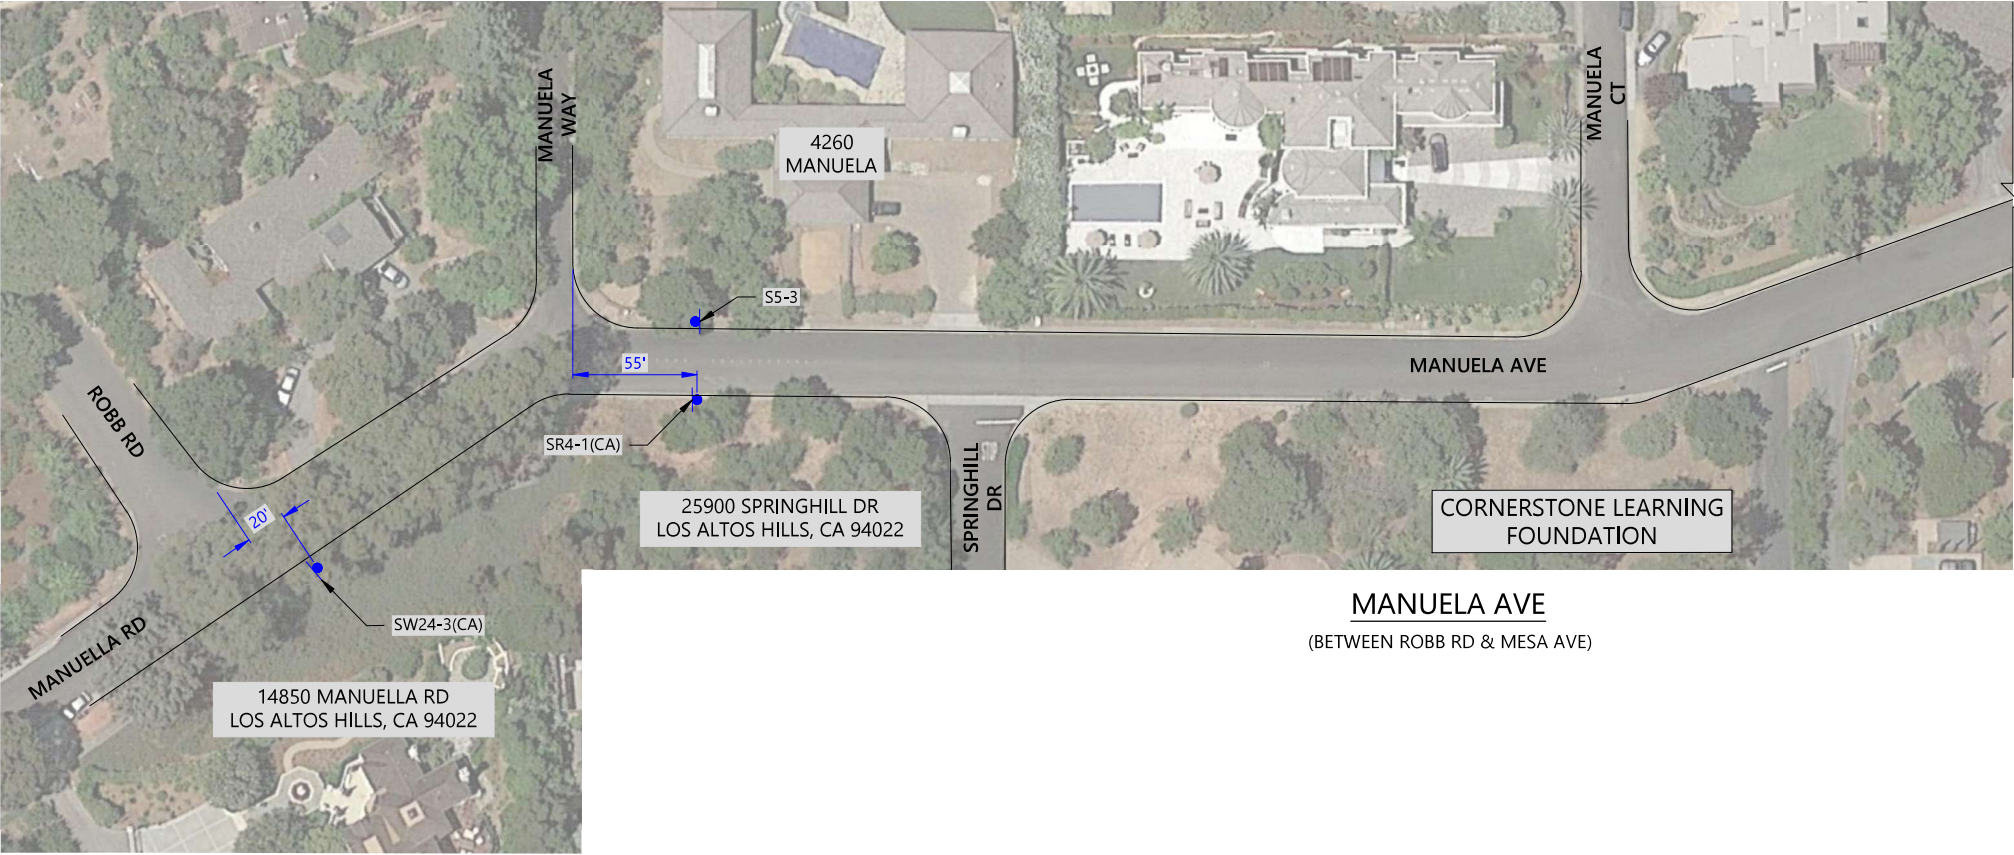 MANUELA
WAY
4260
MANUELA
MANUELA
CT
S5-3
55'
MANUELA AVE
ROBB RD
SR4-1(CA)
20'
25900 SPRINGHILL DR
LOS ALTOS HILLS, CA 94022
SPRINGHILL
DR
CORNERSTONE LEARNING
FOUNDATION
SW24-3(CA)
MANUELLA RD
14850 MANUELLA RD
LOS ALTOS HILLS, CA 94022
MANUELA AVE
(BETWEEN ROBB RD & MESA AVE)